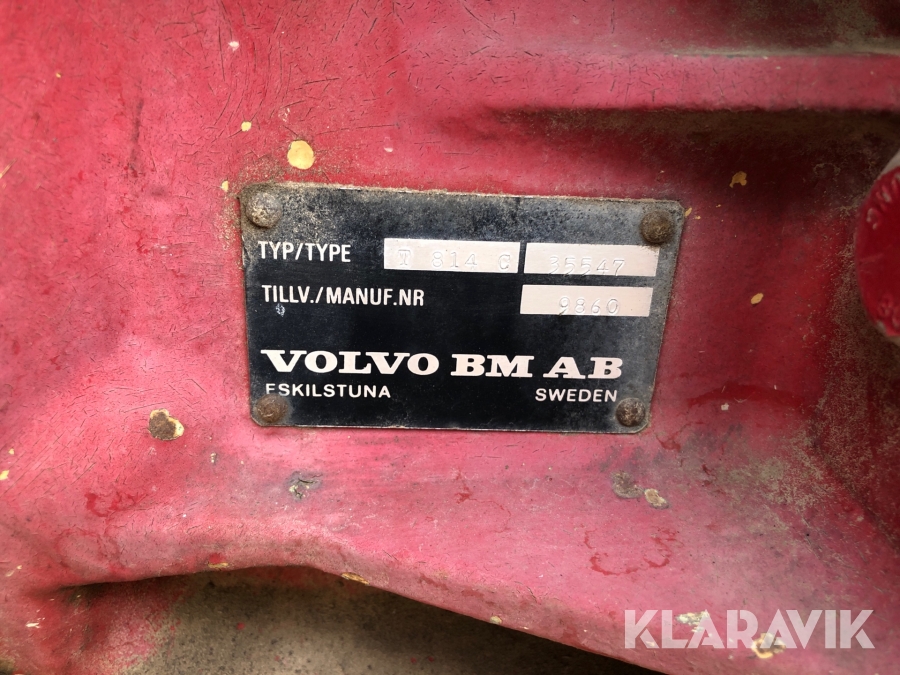 TYP/TYPE T 814 C 35547
TILLV./MANUF.NR 9860
VOLVO BM AB
ESKILSTUNA SWEDEN
KLARAVIK